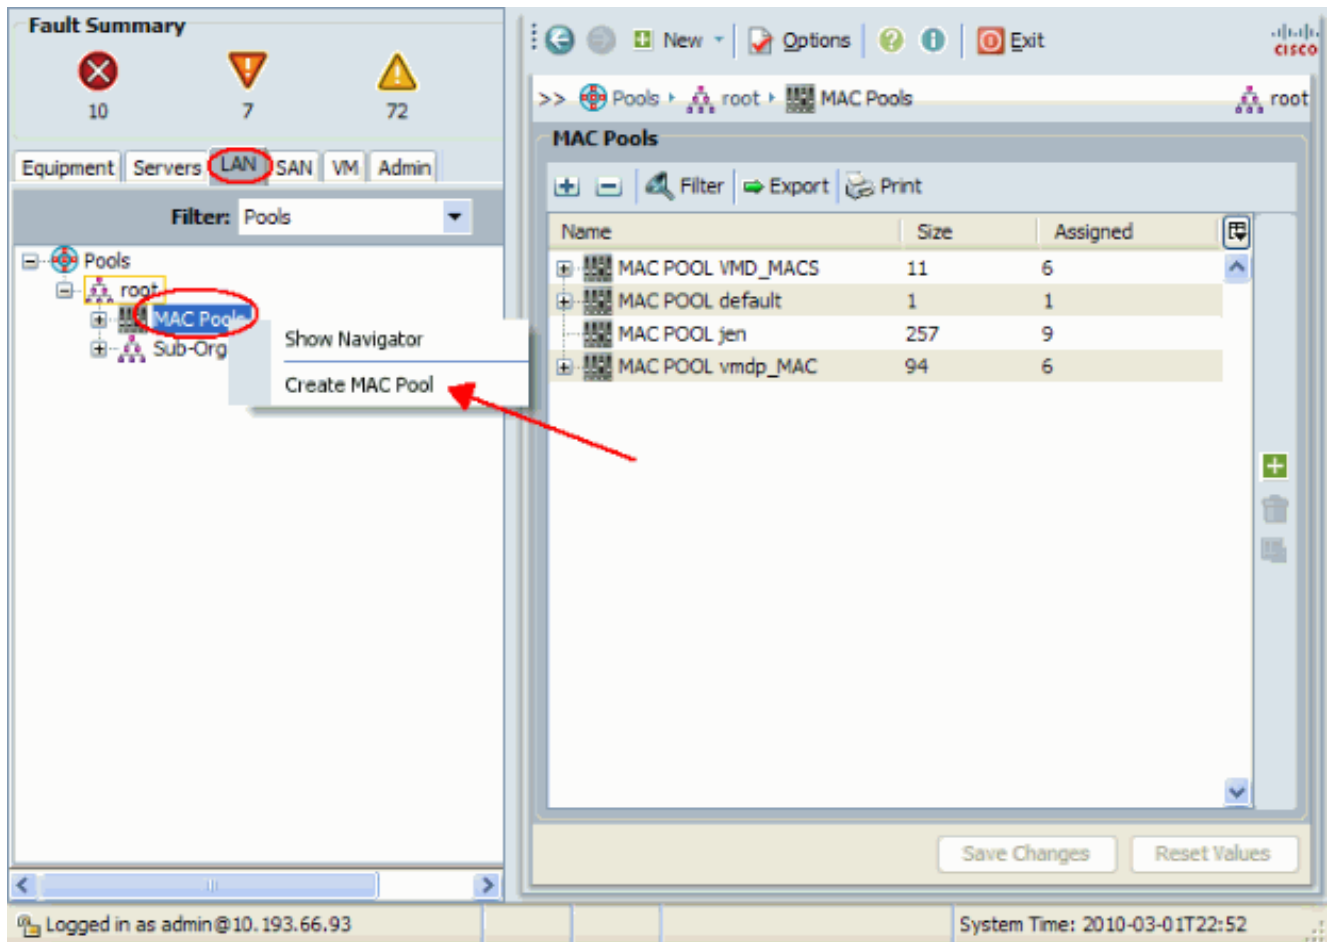 Fault Summary
10 7 72
Equipment Servers LAN SAN VM Admin
Filter: Pools
Pools
root
MAC Pools
Sub-Org
Show Navigator
Create MAC Pool
New Options Exit
cisco
>> Pools root MAC Pools root
MAC Pools
Filter Export Print
Name Size Assigned
MAC POOL VMD_MACS 11 6
MAC POOL default 1 1
MAC POOL jen 257 9
MAC POOL vmdp_MAC 94 6
Save Changes Reset Values
Logged in as admin@10.193.66.93 System Time: 2010-03-01T22:52